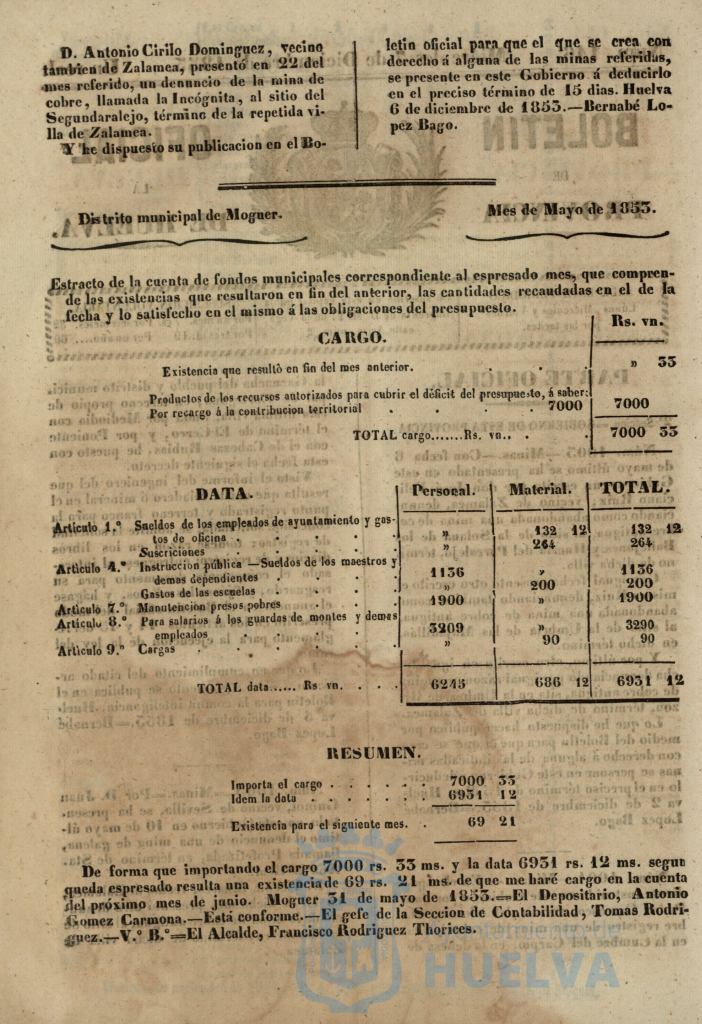 D. Antonio Cirilo Dominguez, vecino
tambien de Zalamea, presentó en 22 del
mes referido, un denuncio de la mina de
cobre, llamada la Incógnita, al sitio del
Segundaralejo, término de la repetida vi-
lla de Zalamea.
Y he dispuesto su publicacion en el Bo-
letin oficial para que el que se crea con
derecho á alguna de las minas referidas,
se presente en este Gobierno á deducirlo
en el preciso término de 15 dias. Huelva
6 de diciembre de 1853.—Bernabé Lo-
pez Bago.
Distrito municipal de Moguer.
Mes de Mayo de 1853.
Estracto de la cuenta de fondos municipales correspondiente al espresado mes, que compren-
de las existencias que resultaron en fin del anterior, las cantidades recaudadas en el de la
fecha y lo satisfecho en el mismo á las obligaciones del presupuesto.
Rs. vn.
CARGO.
Existencia que resultó en fin del mes anterior. . . . » 33
Productos de los recursos autorizados para cubrir el déficit del presupuesto, á saber:
Por recargo á la contribucion territorial . . . . 7000 7000
TOTAL cargo.......Rs. vn.. . 7000 33
DATA. Personal. Material. TOTAL.
Artículo 1.º Sueldos de los empleados de ayuntamiento y gas-
tos de oficina . . . . . » 132 12 132 12
Suscriciones . . . . . » 264 264
Artículo 4.º Instruccion pública —Sueldos de los maestros y
demas dependientes . . . . 1136 » 1136
Gastos de las escuelas . . . . » 200 200
Artículo 7.º Manutencion presos pobres . . . 1900 » 1900
Artículo 8.º Para salarios á los guardas de montes y demas
empleados . . . . 3209 » 3290
Artículo 9.º Cargas . . . . . » 90 90
TOTAL data...... Rs vn. . . . 6245 686 12 6931 12
RESUMEN.
Importa el cargo . . . . . . 7000 33
Idem la data . . . . . . . 6931 12
Existencia para el siguiente mes. . 69 21
De forma que importando el cargo 7000 rs. 33 ms. y la data 6931 rs. 12 ms. segun
queda espresado resulta una existencia de 69 rs. 21 ms. de que me haré cargo en la cuenta
del próximo mes de junio. Moguer 31 de mayo de 1853.=El Depositario, Antonio
Gomez Carmona.—Está conforme.—El gefe de la Seccion de Contabilidad, Tomas Rodri-
guez.—V.º B.º=El Alcalde, Francisco Rodriguez Thorices.
HUELVA